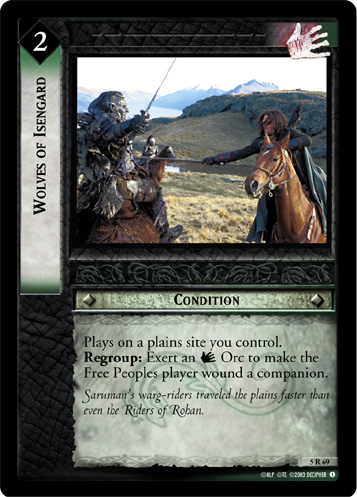 2
Wolves of Isengard
Condition
Plays on a plains site you control.
Regroup: Exert an Orc to make the
Free Peoples player wound a companion.
Saruman's warg-riders traveled the plains faster than
even the Riders of Rohan.
5 R 69
©NLP ©TE ©2003 DECIPHER